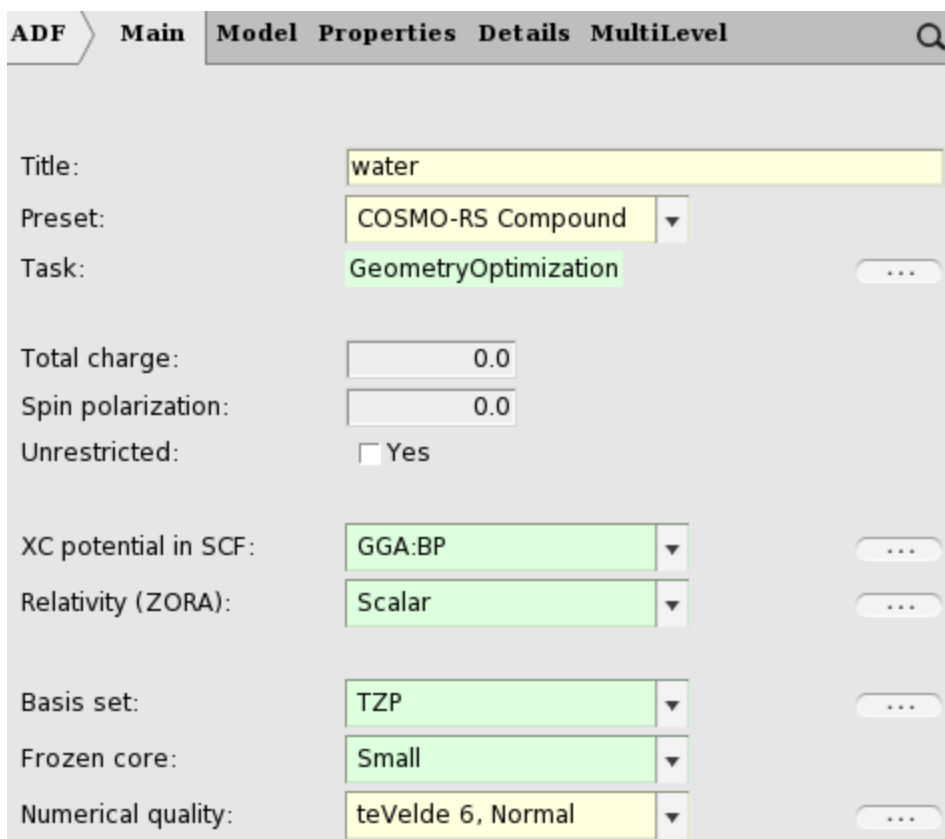 ADF Main Model Properties Details MultiLevel
Title: water
Preset: COSMO-RS Compound
Task: GeometryOptimization ...
Total charge: 0.0
Spin polarization: 0.0
Unrestricted: Yes
XC potential in SCF: GGA:BP ...
Relativity (ZORA): Scalar ...
Basis set: TZP ...
Frozen core: Small
Numerical quality: teVelde 6, Normal ...